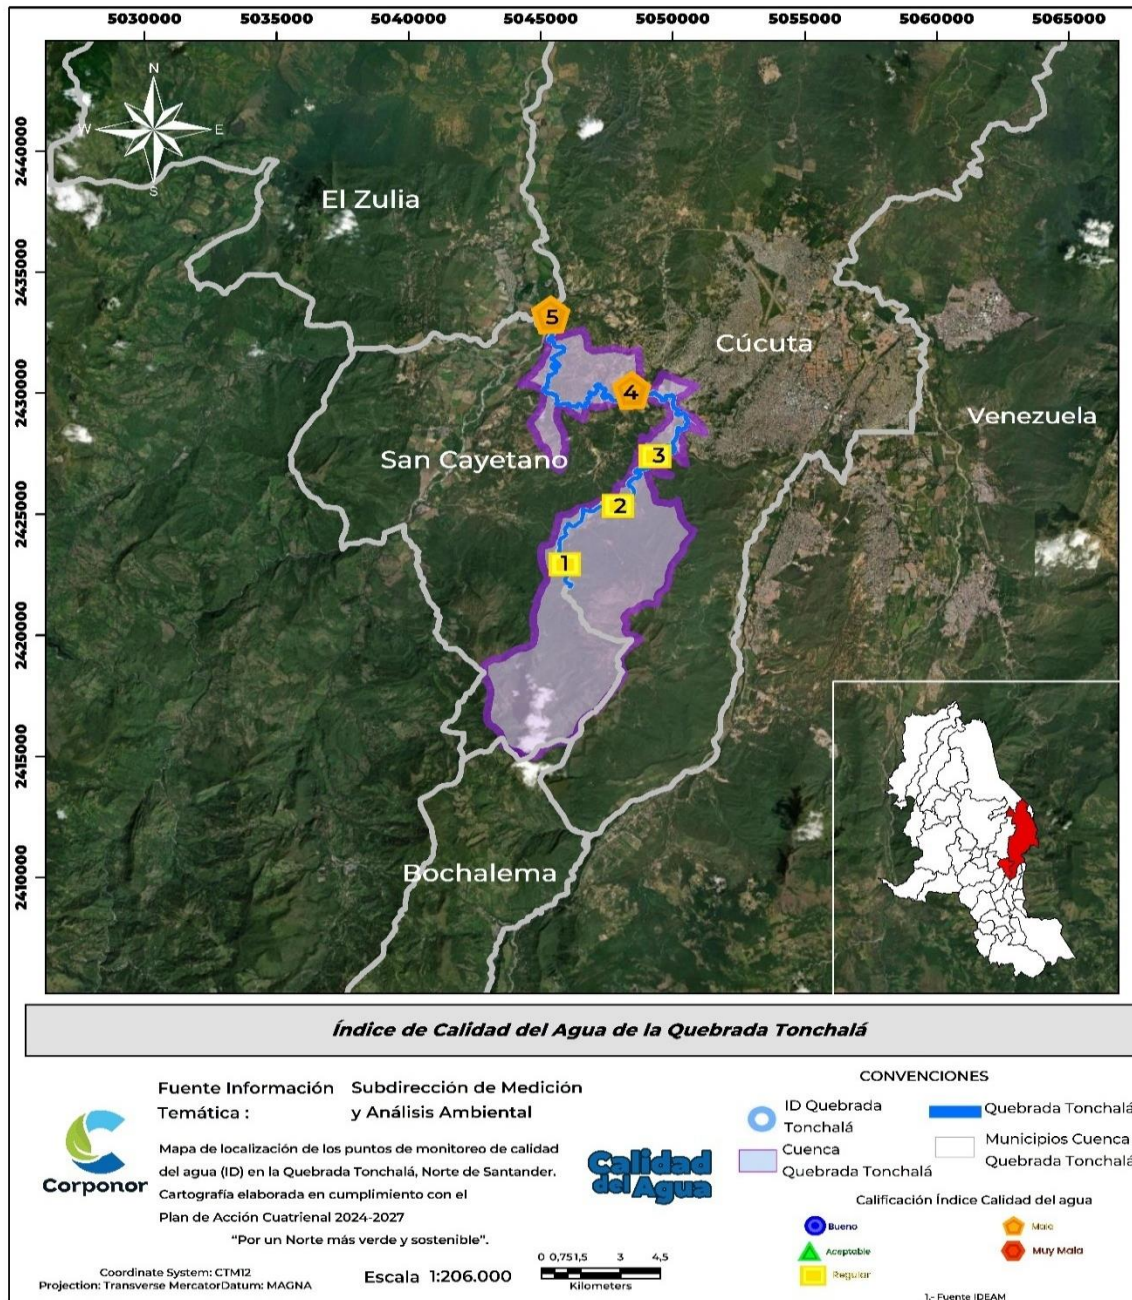 5030000 5035000 5040000 5045000 5050000 5055000 5060000 5065000
2440000
2435000
2430000
2425000
2420000
2415000
2410000
N
W E
S
El Zulia
5
Cúcuta
4
Venezuela
San Cayetano
3
2
1
Bochalema
Índice de Calidad del Agua de la Quebrada Tonchalá
Fuente Información Subdirección de Medición
Temática : y Análisis Ambiental
Corponor
Mapa de localización de los puntos de monitoreo de calidad
del agua (ID) en la Quebrada Tonchalá, Norte de Santander.
Cartografía elaborada en cumplimiento con el
Plan de Acción Cuatrienal 2024-2027
“Por un Norte más verde y sostenible”.
Calidad
del Agua
Coordinate System: CTM12
Projection: Transverse MercatorDatum: MAGNA
Escala 1:206.000
0 0,75 1,5 3 4,5
Kilometers
CONVENCIONES
ID Quebrada
Tonchalá
Quebrada Tonchalá
Cuenca
Quebrada Tonchalá
Municipios Cuenca
Quebrada Tonchalá
Calificación Índice Calidad del agua
Bueno
Malo
Aceptable
Muy Mala
Regular
1.- Fuente IDEAM